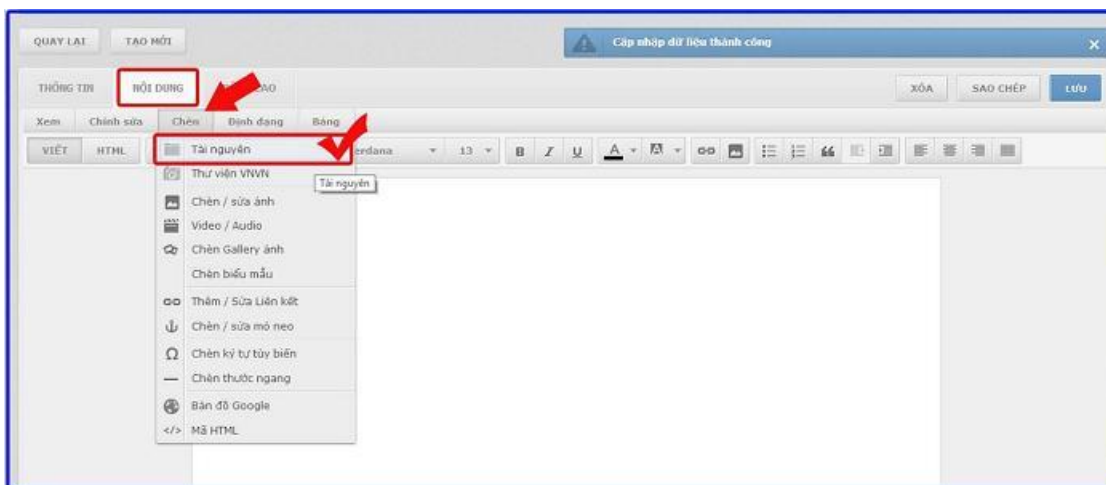 QUAY LẠI TẠO MỚI Cập nhập dữ liệu thành công
THÔNG TIN NỘI DUNG XÓA SAO CHÉP LƯU
Xem Chỉnh sửa Chèn Định dạng Bảng
VIẾT HTML Tài nguyên erdana 13 B I U A
Thư viện VNVN
Tài nguyên
Chèn / sửa ảnh
Video / Audio
Chèn Gallery ảnh
Chèn biểu mẫu
Thêm / Sửa Liên kết
Chèn / sửa mỏ neo
Chèn ký tự tùy biến
Chèn thước ngang
Bản đồ Google
Mã HTML